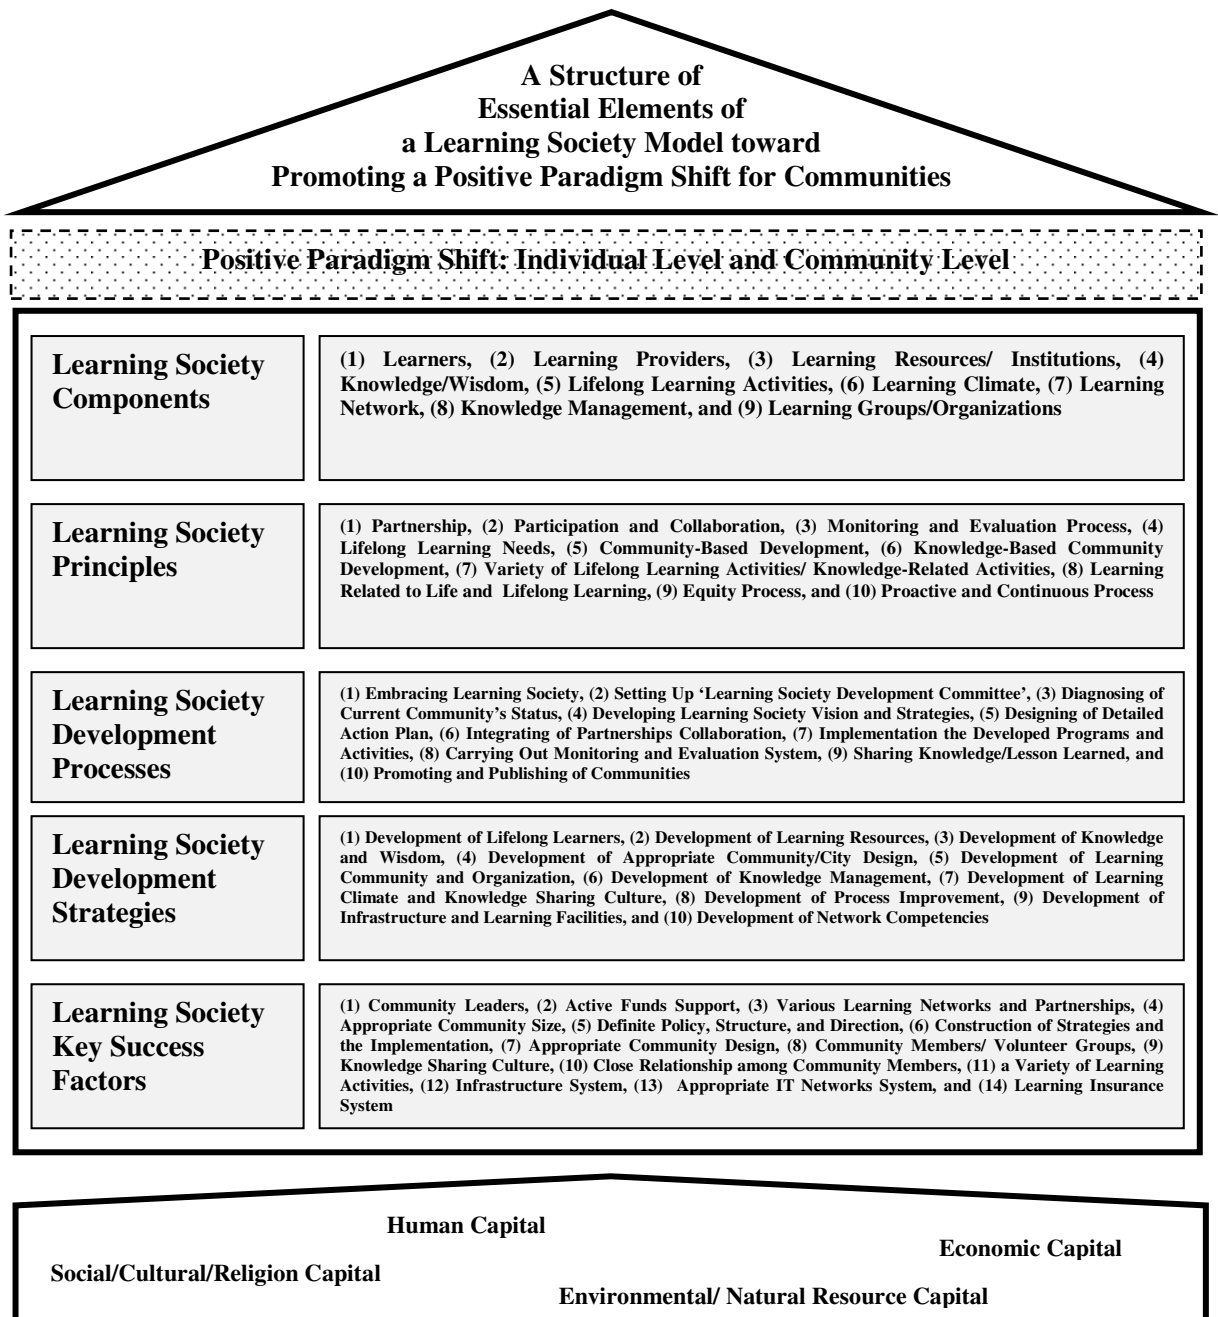 A Structure of
Essential Elements of
a Learning Society Model toward
Promoting a Positive Paradigm Shift for Communities
Positive Paradigm Shift: Individual Level and Community Level
Learning Society
Components
(1) Learners, (2) Learning Providers, (3) Learning Resources/ Institutions, (4)
Knowledge/Wisdom, (5) Lifelong Learning Activities, (6) Learning Climate, (7) Learning
Network, (8) Knowledge Management, and (9) Learning Groups/Organizations
Learning Society
Principles
(1) Partnership, (2) Participation and Collaboration, (3) Monitoring and Evaluation Process, (4)
Lifelong Learning Needs, (5) Community-Based Development, (6) Knowledge-Based Community
Development, (7) Variety of Lifelong Learning Activities/ Knowledge-Related Activities, (8) Learning
Related to Life and Lifelong Learning, (9) Equity Process, and (10) Proactive and Continuous Process
Learning Society
Development
Processes
(1) Embracing Learning Society, (2) Setting Up ‘Learning Society Development Committee’, (3) Diagnosing of
Current Community’s Status, (4) Developing Learning Society Vision and Strategies, (5) Designing of Detailed
Action Plan, (6) Integrating of Partnerships Collaboration, (7) Implementation the Developed Programs and
Activities, (8) Carrying Out Monitoring and Evaluation System, (9) Sharing Knowledge/Lesson Learned, and
(10) Promoting and Publishing of Communities
Learning Society
Development
Strategies
(1) Development of Lifelong Learners, (2) Development of Learning Resources, (3) Development of Knowledge
and Wisdom, (4) Development of Appropriate Community/City Design, (5) Development of Learning
Community and Organization, (6) Development of Knowledge Management, (7) Development of Learning
Climate and Knowledge Sharing Culture, (8) Development of Process Improvement, (9) Development of
Infrastructure and Learning Facilities, and (10) Development of Network Competencies
Learning Society
Key Success
Factors
(1) Community Leaders, (2) Active Funds Support, (3) Various Learning Networks and Partnerships, (4)
Appropriate Community Size, (5) Definite Policy, Structure, and Direction, (6) Construction of Strategies and
the Implementation, (7) Appropriate Community Design, (8) Community Members/ Volunteer Groups, (9)
Knowledge Sharing Culture, (10) Close Relationship among Community Members, (11) a Variety of Learning
Activities, (12) Infrastructure System, (13) Appropriate IT Networks System, and (14) Learning Insurance
System
Human Capital
Economic Capital
Social/Cultural/Religion Capital
Environmental/ Natural Resource Capital